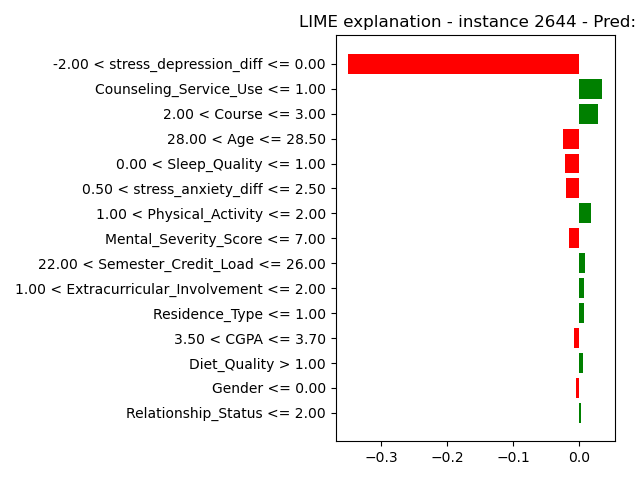 LIME explanation - instance 2644 - Pred:
-2.00 < stress_depression_diff <= 0.00
Counseling_Service_Use <= 1.00
2.00 < Course <= 3.00
28.00 < Age <= 28.50
0.00 < Sleep_Quality <= 1.00
0.50 < stress_anxiety_diff <= 2.50
1.00 < Physical_Activity <= 2.00
Mental_Severity_Score <= 7.00
22.00 < Semester_Credit_Load <= 26.00
1.00 < Extracurricular_Involvement <= 2.00
Residence_Type <= 1.00
3.50 < CGPA <= 3.70
Diet_Quality > 1.00
Gender <= 0.00
Relationship_Status <= 2.00
−0.3 −0.2 −0.1 0.0